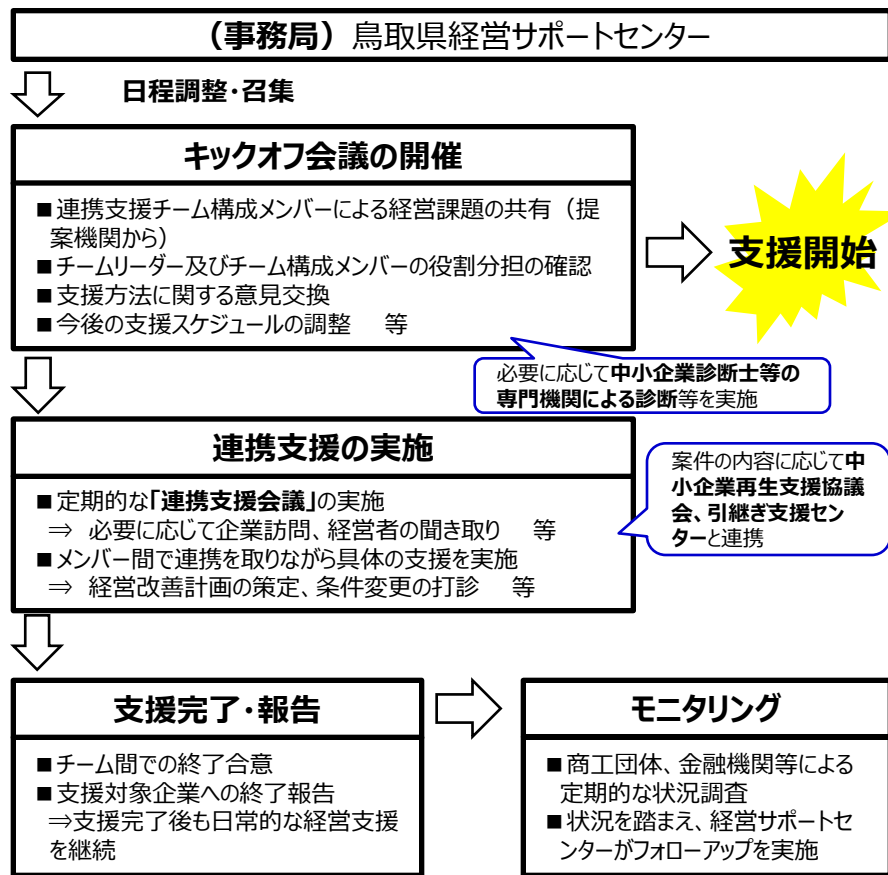 （事務局）鳥取県経営サポートセンター
日程調整・召集
キックオフ会議の開催
■連携支援チーム構成メンバーによる経営課題の共有（提
案機関から）
■チームリーダー及びチーム構成メンバーの役割分担の確認
■支援方法に関する意見交換
■今後の支援スケジュールの調整　等
支援開始
必要に応じて中小企業診断士等の
専門機関による診断等を実施
連携支援の実施
■定期的な「連携支援会議」の実施
⇒ 必要に応じて企業訪問、経営者の聞き取り　等
■メンバー間で連携を取りながら具体の支援を実施
⇒ 経営改善計画の策定、条件変更の打診　等
案件の内容に応じて中
小企業再生支援協議
会、引継ぎ支援セン
ターと連携
支援完了・報告
■チーム間での終了合意
■支援対象企業への終了報告
⇒支援完了後も日常的な経営支援
を継続
モニタリング
■商工団体、金融機関等による
定期的な状況調査
■状況を踏まえ、経営サポートセ
ンターがフォローアップを実施